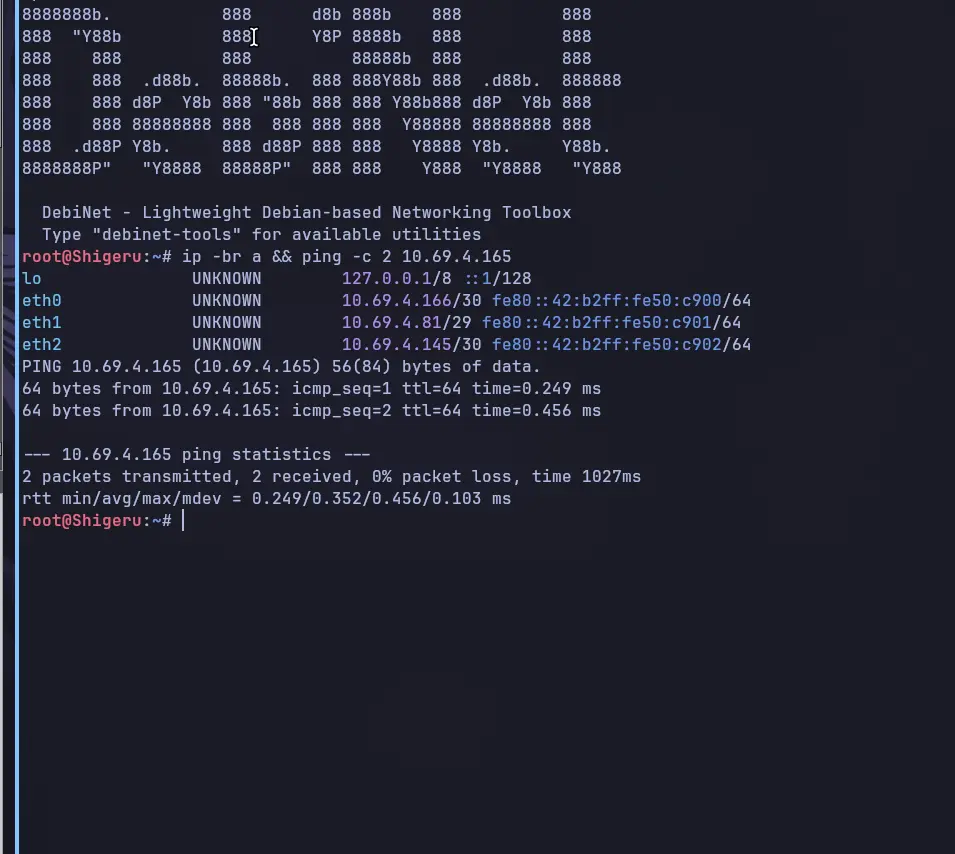 8888888b.           888      d8b 888b    888          888
888  "Y88b          888      Y8P 8888b   888          888
888    888          888          88888b  888          888
888    888  .d88b.  88888b.  888 888Y88b 888  .d88b.  888888
888    888 d8P  Y8b 888 "88b 888 888 Y88b888 d8P  Y8b 888
888    888 88888888 888  888 888 888  Y88888 88888888 888
888  .d88P Y8b.     888 d88P 888 888   Y8888 Y8b.     Y88b.
8888888P"   "Y8888  88888P"  888 888    Y888  "Y8888   "Y888
DebiNet - Lightweight Debian-based Networking Toolbox
Type "debinet-tools" for available utilities
root@Shigeru:~# ip -br a && ping -c 2 10.69.4.165
lo               UNKNOWN        127.0.0.1/8 ::1/128
eth0             UNKNOWN        10.69.4.166/30 fe80::42:b2ff:fe50:c900/64
eth1             UNKNOWN        10.69.4.81/29 fe80::42:b2ff:fe50:c901/64
eth2             UNKNOWN        10.69.4.145/30 fe80::42:b2ff:fe50:c902/64
PING 10.69.4.165 (10.69.4.165) 56(84) bytes of data.
64 bytes from 10.69.4.165: icmp_seq=1 ttl=64 time=0.249 ms
64 bytes from 10.69.4.165: icmp_seq=2 ttl=64 time=0.456 ms
--- 10.69.4.165 ping statistics ---
2 packets transmitted, 2 received, 0% packet loss, time 1027ms
rtt min/avg/max/mdev = 0.249/0.352/0.456/0.103 ms
root@Shigeru:~#